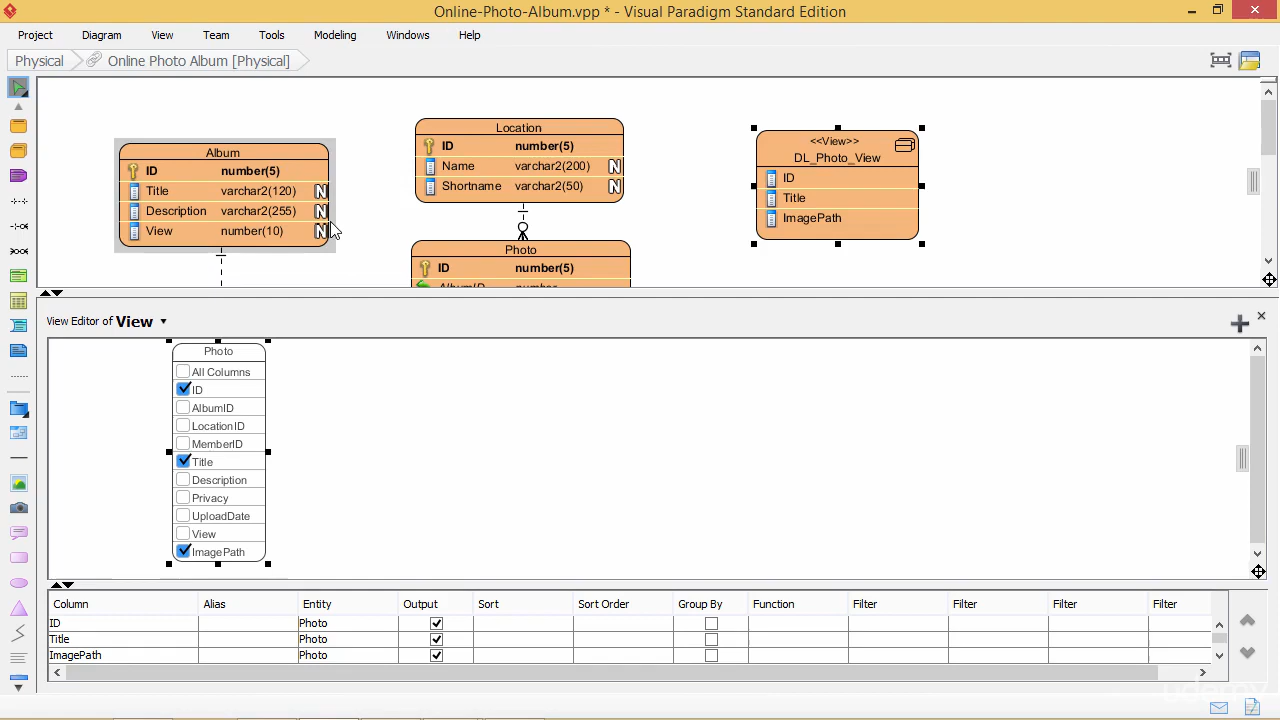 Online-Photo-Album.vpp * - Visual Paradigm Standard Edition
Project Diagram View Team Tools Modeling Windows Help
Physical Online Photo Album [Physical]
Album
ID number(5)
Title varchar2(120) N
Description varchar2(255) N
View number(10) N
Location
ID number(5)
Name varchar2(200) N
Shortname varchar2(50) N
Photo
ID number(5)
AlbumID number
<<View>>
DL_Photo_View
ID
Title
ImagePath
View Editor of View
Photo
All Columns
ID
AlbumID
LocationID
MemberID
Title
Description
Privacy
UploadDate
View
ImagePath
Column Alias Entity Output Sort Sort Order Group By Function Filter Filter Filter Filter
ID Photo
Title Photo
ImagePath Photo
udemy